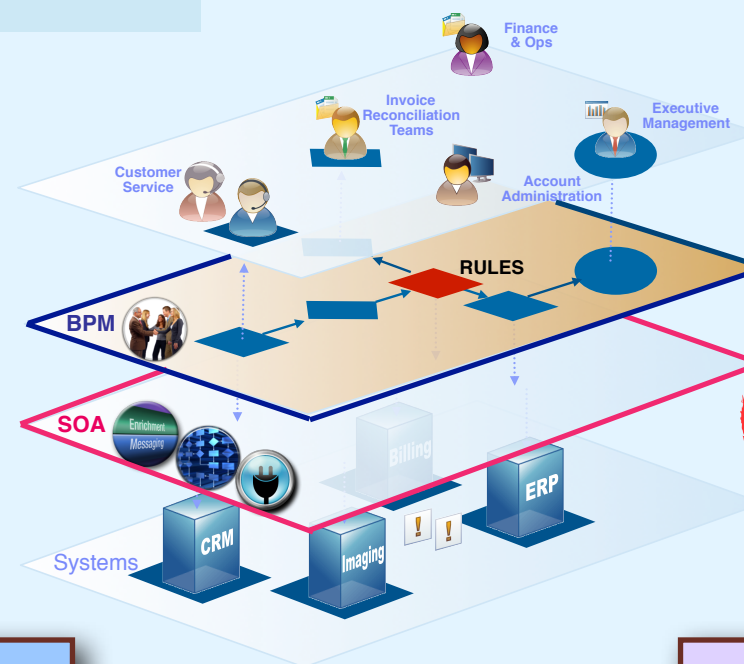 Finance
& Ops
Invoice
Reconciliation
Teams
Executive
Management
Customer
Service
Account
Administration
RULES
BPM
SOA
Enrichment
Messaging
Billing
ERP
CRM
Imaging
Systems